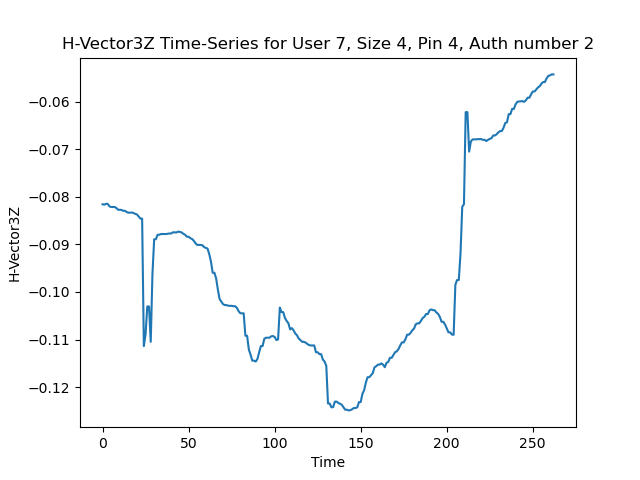 H-Vector3Z Time-Series for User 7, Size 4, Pin 4, Auth number 2
−0.06
−0.07
−0.08
−0.09
−0.10
−0.11
−0.12
H-Vector3Z
0 50 100 150 200 250
Time